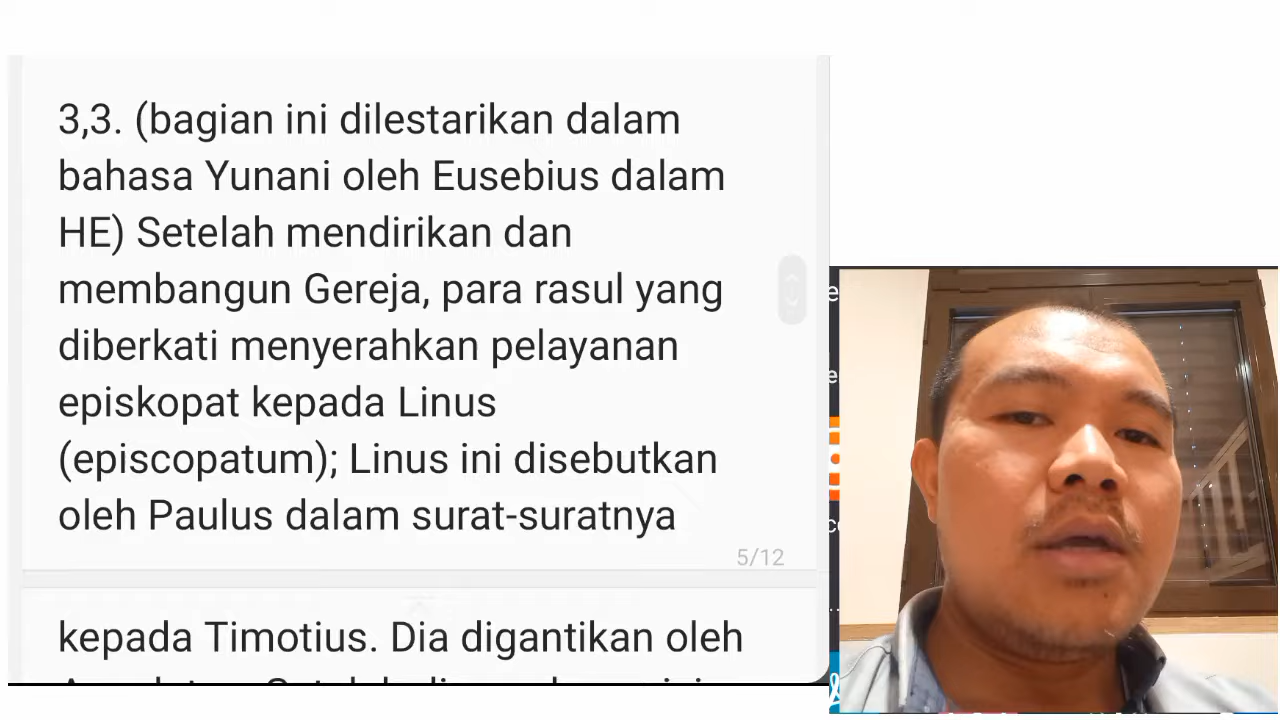 3,3. (bagian ini dilestarikan dalam
bahasa Yunani oleh Eusebius dalam
HE) Setelah mendirikan dan
membangun Gereja, para rasul yang
diberkati menyerahkan pelayanan
episkopat kepada Linus
(episcopatum); Linus ini disebutkan
oleh Paulus dalam surat-suratnya
5/12
kepada Timotius. Dia digantikan oleh